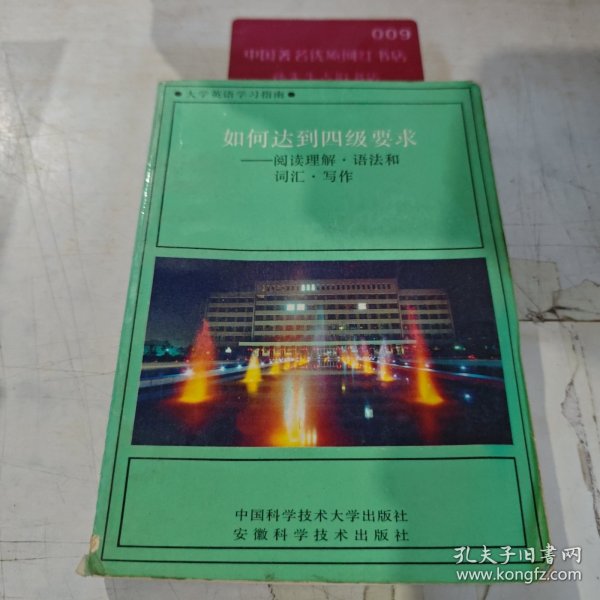 009
中国著名优质网红书店
●大学英语学习指南●
如何达到四级要求
——阅读理解·语法和
词汇·写作
中国科学技术大学出版社
安徽科学技术出版社
孔夫子旧书网
www.kongfz.com